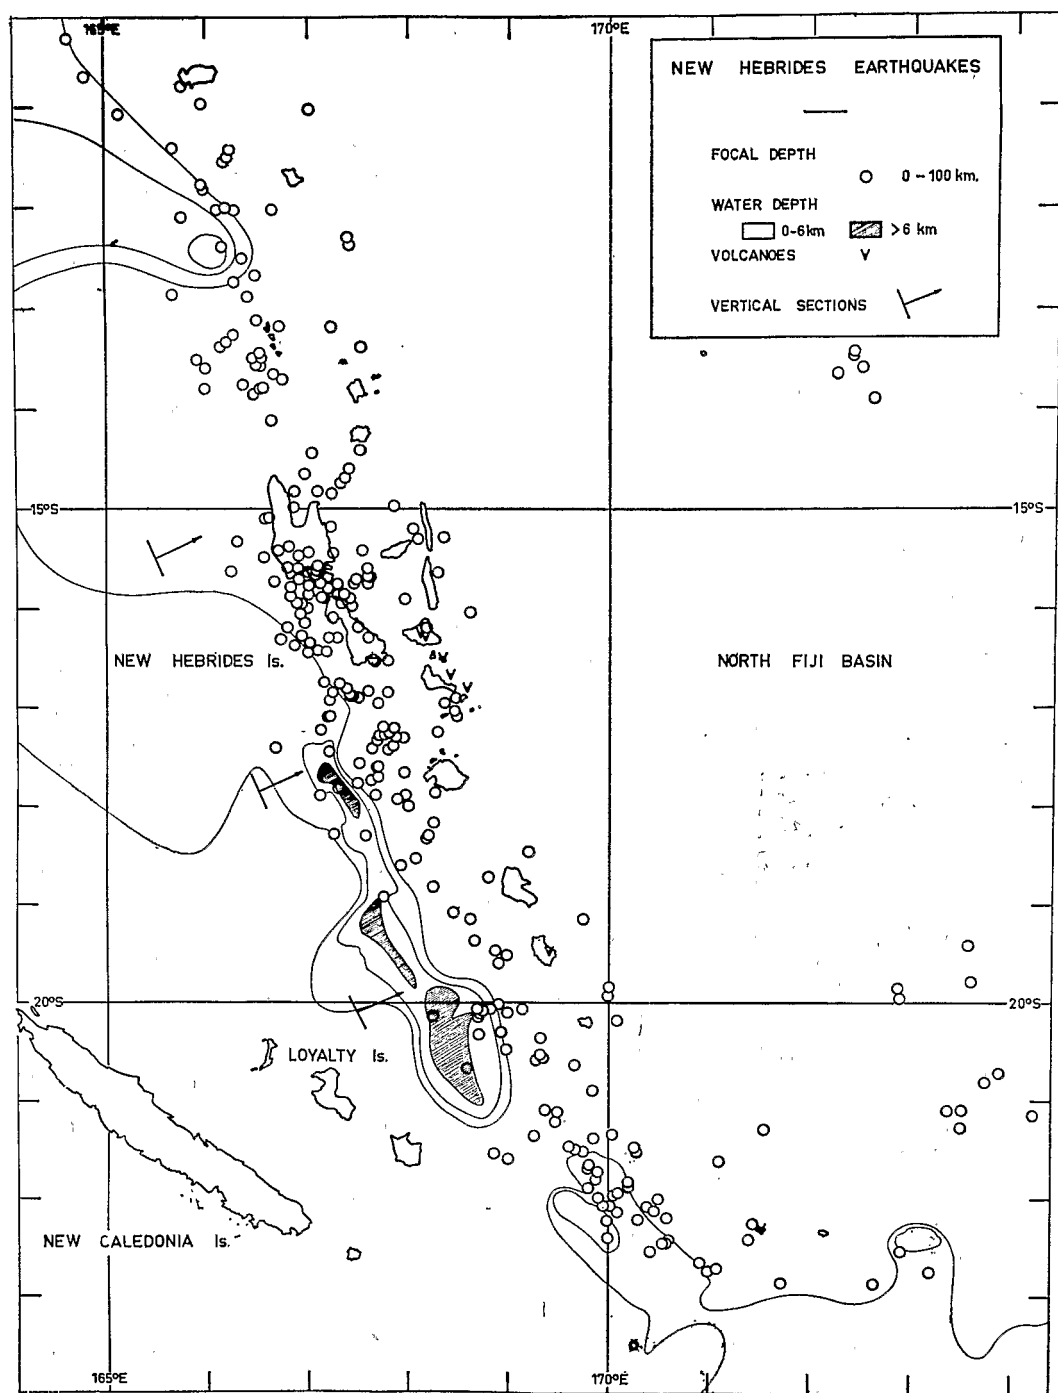 165°E
170°E
NEW HEBRIDES EARTHQUAKES
FOCAL DEPTH
0 – 100 km.
WATER DEPTH
0-6km
>6 km
VOLCANOES V
VERTICAL SECTIONS
15°S
15°S
NEW HEBRIDES Is.
NORTH FIJI BASIN
20°S
20°S
LOYALTY Is.
NEW CALEDONIA Is.
165°E
170°E